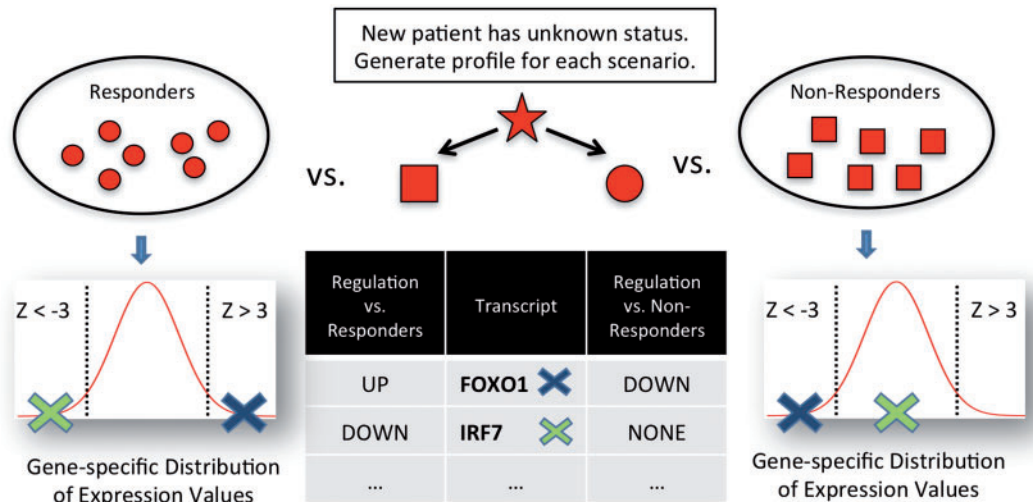 New patient has unknown status.
Generate profile for each scenario.
Responders
Non-Responders
vs.
vs.
Z < -3
Z > 3
Gene-specific Distribution
of Expression Values
Regulation
vs.
Responders
Transcript
Regulation
vs. Non-
Responders
UP
FOXO1
DOWN
DOWN
IRF7
NONE
...
...
...
Z < -3
Z > 3
Gene-specific Distribution
of Expression Values